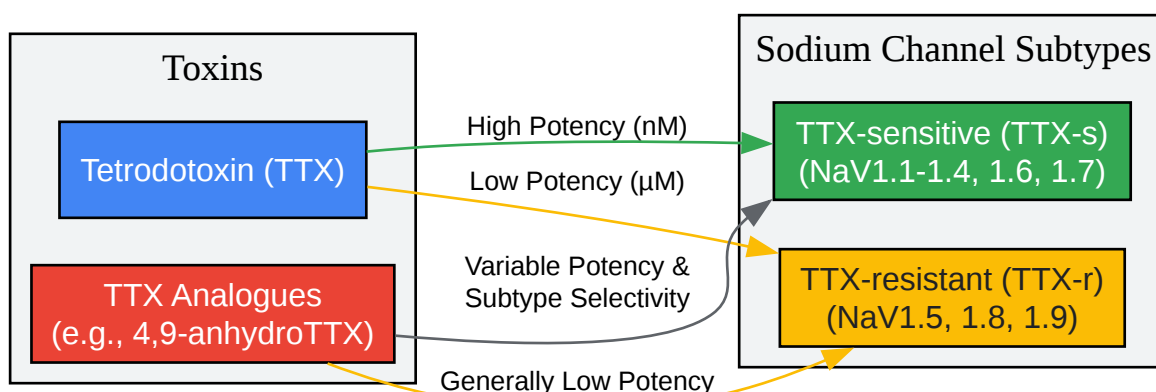 Toxins
Tetrodotoxin (TTX)
TTX Analogues
(e.g., 4,9-anhydroTTX)
High Potency (nM)
Low Potency (µM)
Variable Potency &
Subtype Selectivity
Generally Low Potency
Sodium Channel Subtypes
TTX-sensitive (TTX-s)
(NaV1.1-1.4, 1.6, 1.7)
TTX-resistant (TTX-r)
(NaV1.5, 1.8, 1.9)